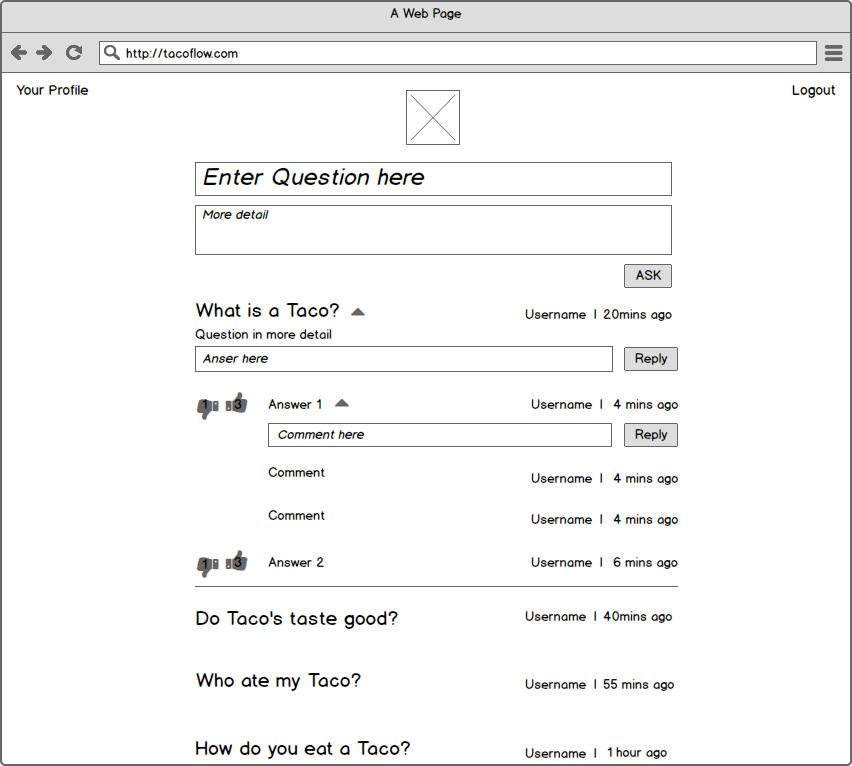 A Web Page
http://tacoflow.com
Your Profile
Logout
Enter Question here
More detail
ASK
What is a Taco?
Username | 20mins ago
Question in more detail
Anser here
Reply
1 3
Answer 1
Username | 4 mins ago
Comment here
Reply
Comment
Username | 4 mins ago
Comment
Username | 4 mins ago
1 3
Answer 2
Username | 6 mins ago
Do Taco's taste good?
Username | 40mins ago
Who ate my Taco?
Username | 55 mins ago
How do you eat a Taco?
Username | 1 hour ago